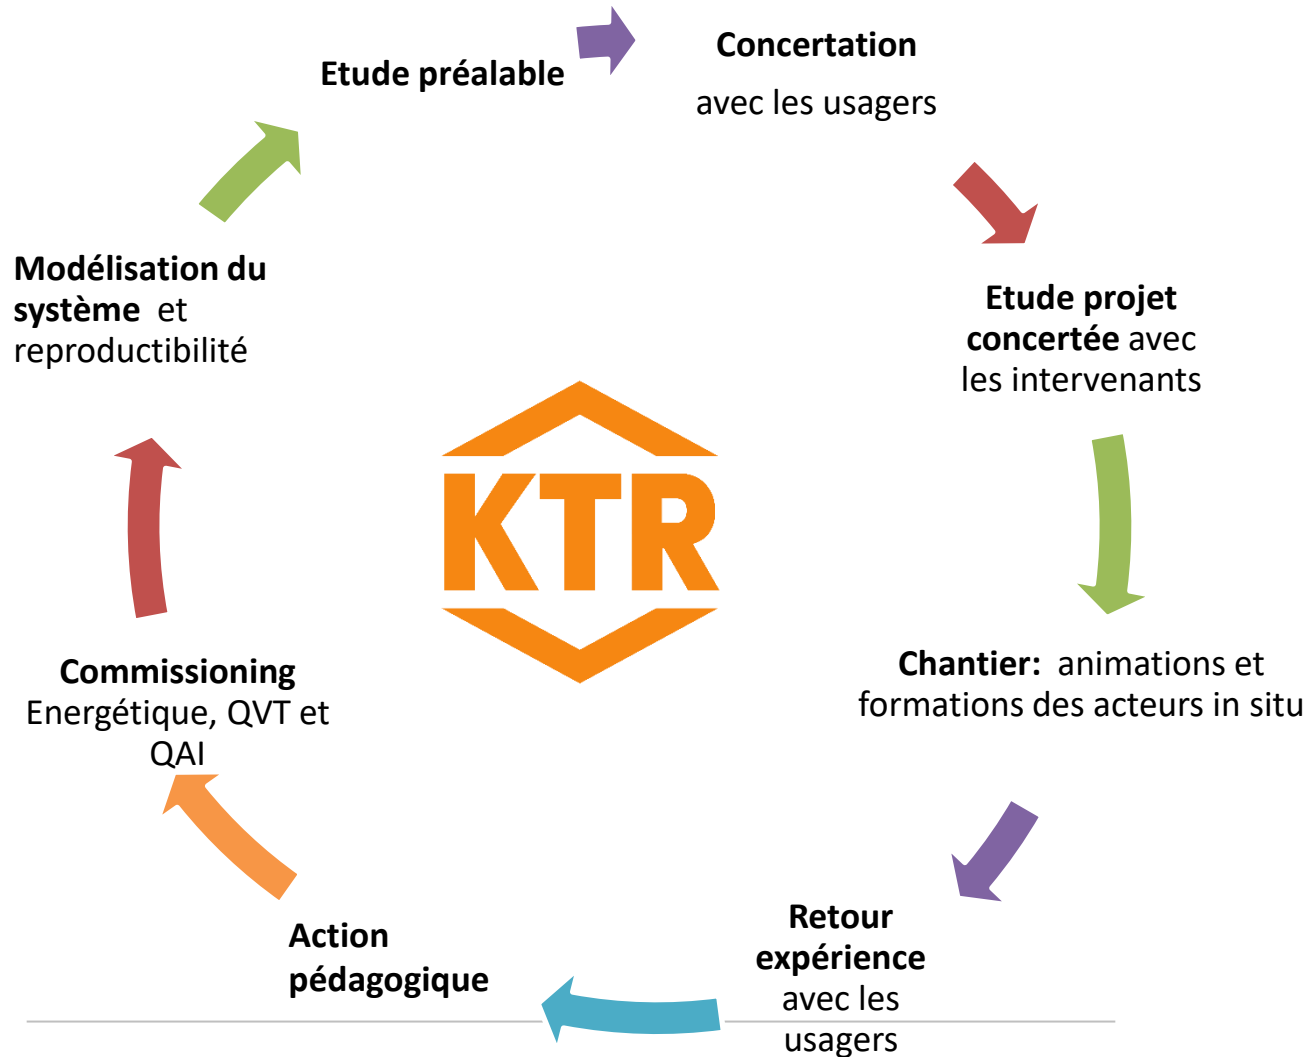 Etude préalable
Concertation
avec les usagers
Etude projet
concertée avec
les intervenants
Chantier: animations et
formations des acteurs in situ
Retour
expérience
avec les
usagers
Action
pédagogique
Commissioning
Energétique, QVT et
QAI
Modélisation du
système et
reproductibilité
KTR